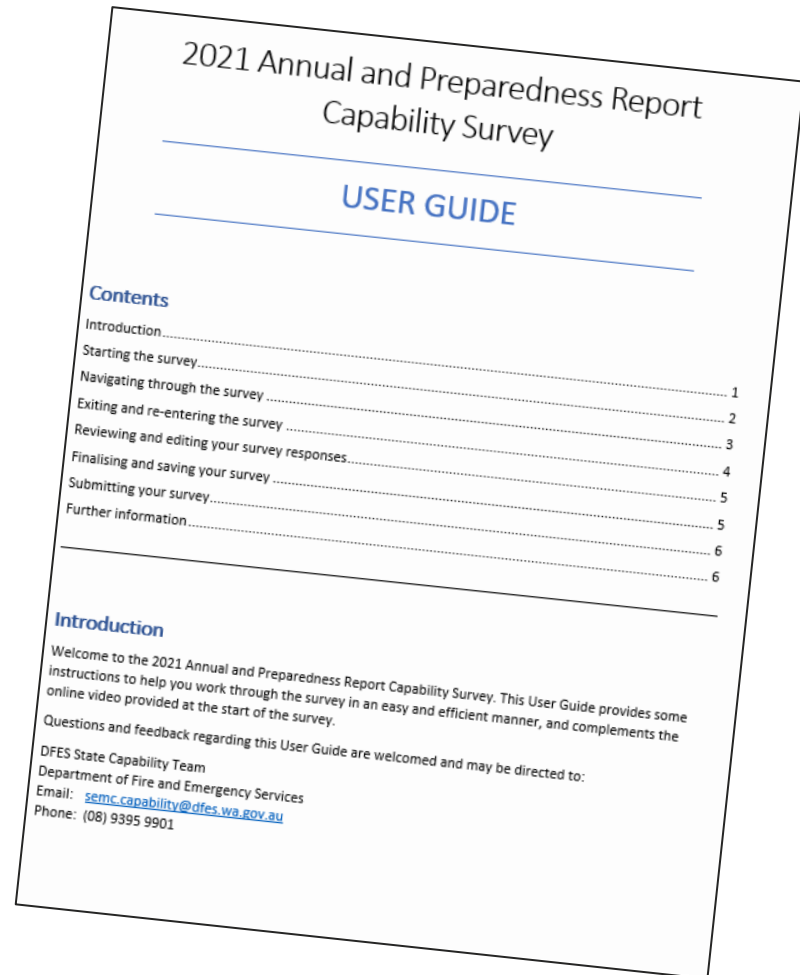 2021 Annual and Preparedness Report
Capability Survey
USER GUIDE
Contents
Introduction.......... 1
Starting the survey.......... 2
Navigating through the survey.......... 3
Exiting and re-entering the survey.......... 4
Reviewing and editing your survey responses.......... 5
Finalising and saving your survey.......... 5
Submitting your survey.......... 6
Further information.......... 6
Introduction
Welcome to the 2021 Annual and Preparedness Report Capability Survey. This User Guide provides some
instructions to help you work through the survey in an easy and efficient manner, and complements the
online video provided at the start of the survey.
Questions and feedback regarding this User Guide are welcomed and may be directed to:
DFES State Capability Team
Department of Fire and Emergency Services
Email: semc.capability@dfes.wa.gov.au
Phone: (08) 9395 9901